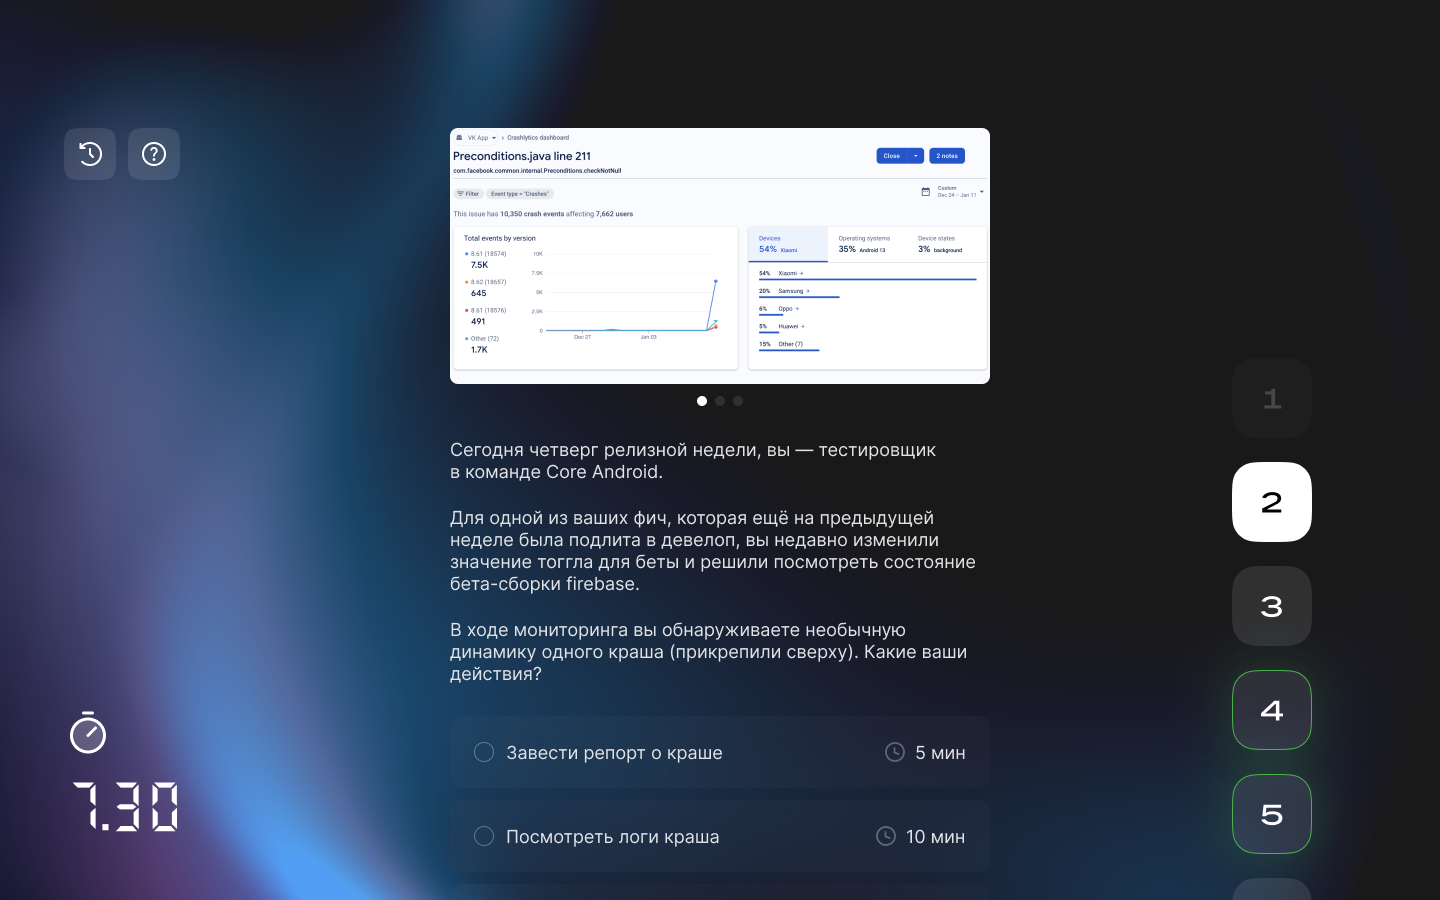 VK App › Crashlytics dashboard
Preconditions.java line 211
com.facebook.common.internal.Preconditions.checkNotNull
Close
2 notes
Filter
Event type = "Crashes"
Custom
Dec 24 – Jan 11
This issue has 10,350 crash events affecting 7,662 users
Total events by version
8.61 (18574)
7.5K
8.62 (18657)
645
8.61 (18576)
491
Other (72)
1.7K
10K
7.5K
5K
2.5K
0
Dec 27
Jan 03
Devices
54% Xiaomi
Operating systems
35% Android 13
Device states
3% background
54% Xiaomi →
20% Samsung →
6% Oppo →
5% Huawei →
15% Other (7)
Сегодня четверг релизной недели, вы — тестировщик
в команде Core Android.
Для одной из ваших фич, которая ещё на предыдущей
неделе была подлита в девелоп, вы недавно изменили
значение тоггла для беты и решили посмотреть состояние
бета-сборки firebase.
В ходе мониторинга вы обнаруживаете необычную
динамику одного краша (прикрепили сверху). Какие ваши
действия?
Завести репорт о краше
5 мин
Посмотреть логи краша
10 мин
7.30
1
2
3
4
5